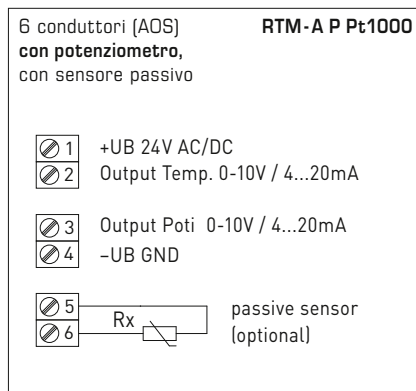 6 conduttori (AOS) RTM-A P Pt1000
con potenziometro,
con sensore passivo
1 +UB 24V AC/DC
2 Output Temp. 0-10V / 4...20mA
3 Output Poti 0-10V / 4...20mA
4 –UB GND
5 passive sensor
Rx
6 (optional)